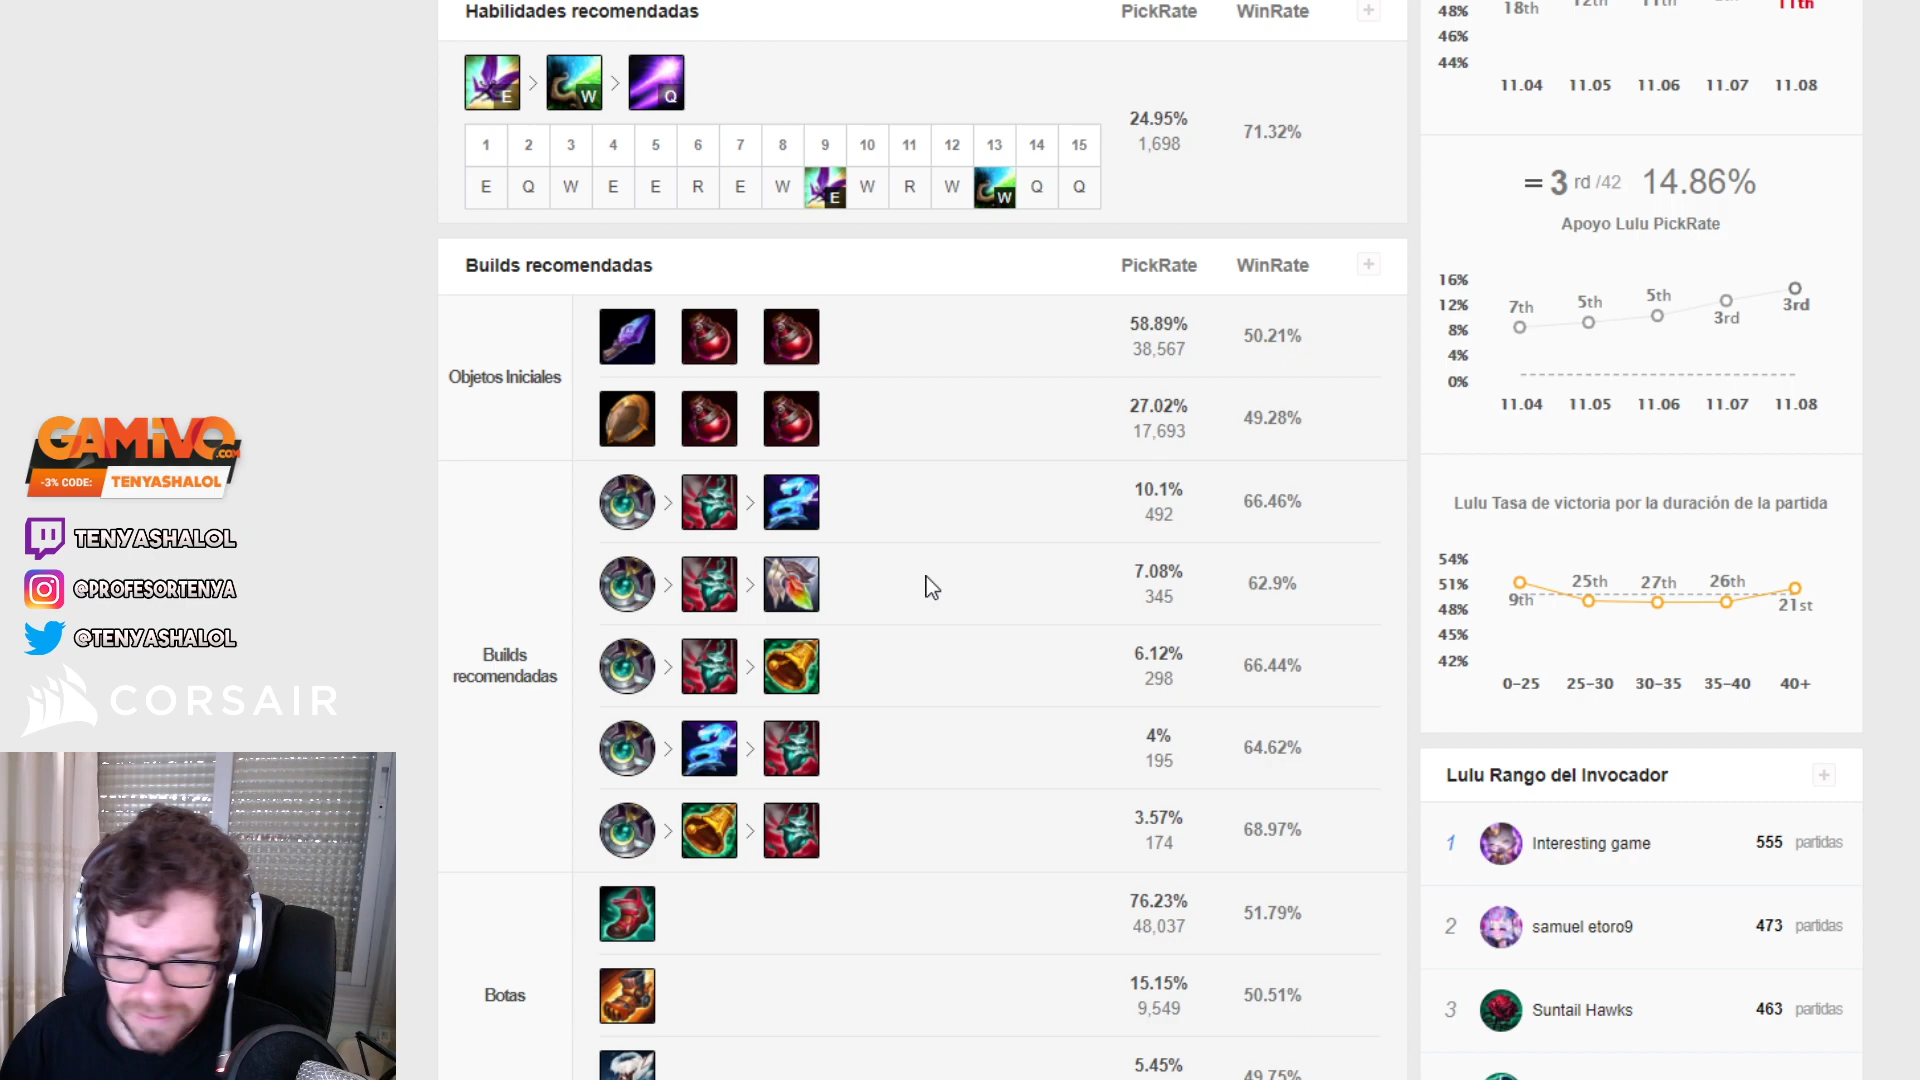 Habilidades recomendadas PickRate WinRate
E W Q
24.95%
1,698
71.32%
1 2 3 4 5 6 7 8 9 10 11 12 13 14 15
E Q W E E R E W E W R W W Q Q
Builds recomendadas PickRate WinRate
Objetos Iniciales
58.89%
38,567
50.21%
27.02%
17,693
49.28%
Builds
recomendadas
10.1%
492
66.46%
7.08%
345
62.9%
6.12%
298
66.44%
4%
195
64.62%
3.57%
174
68.97%
Botas
76.23%
48,037
51.79%
15.15%
9,549
50.51%
5.45%
49.75%
48%
46%
44%
18th 12th 11th 11th
11.04 11.05 11.06 11.07 11.08
= 3 rd /42 14.86%
Apoyo Lulu PickRate
16%
12%
8%
4%
0%
7th 5th 5th 3rd 3rd
11.04 11.05 11.06 11.07 11.08
Lulu Tasa de victoria por la duración de la partida
54%
51%
48%
45%
42%
9th 25th 27th 26th 21st
0-25 25-30 30-35 35-40 40+
Lulu Rango del Invocador
1 Interesting game 555 partidas
2 samuel etoro9 473 partidas
3 Suntail Hawks 463 partidas
GAMIVO.COM
-3% CODE: TENYASHALOL
TENYASHALOL
@PROFESORTENYA
@TENYASHALOL
CORSAIR